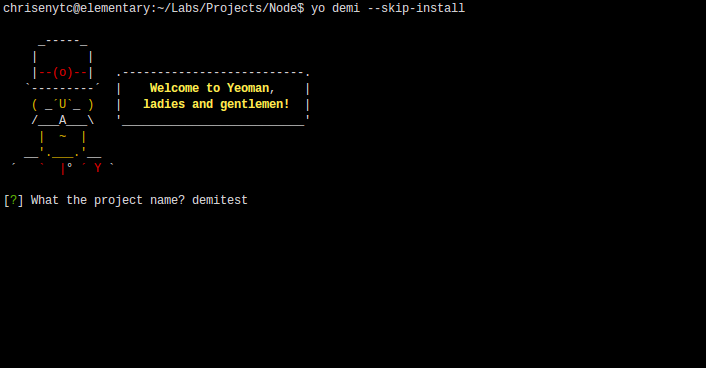 chrisenytc@elementary:~/Labs/Projects/Node$ yo demi --skip-install
     _-----_
    |       |
    |--(o)--|   .--------------------------.
   `---------´  |    Welcome to Yeoman,    |
    ( _´U`_ )   |   ladies and gentlemen!  |
    /___A___\   '__________________________'
     |  ~  |
   __'.___.'__
 ´   `  |° ´ Y `
[?] What the project name? demitest